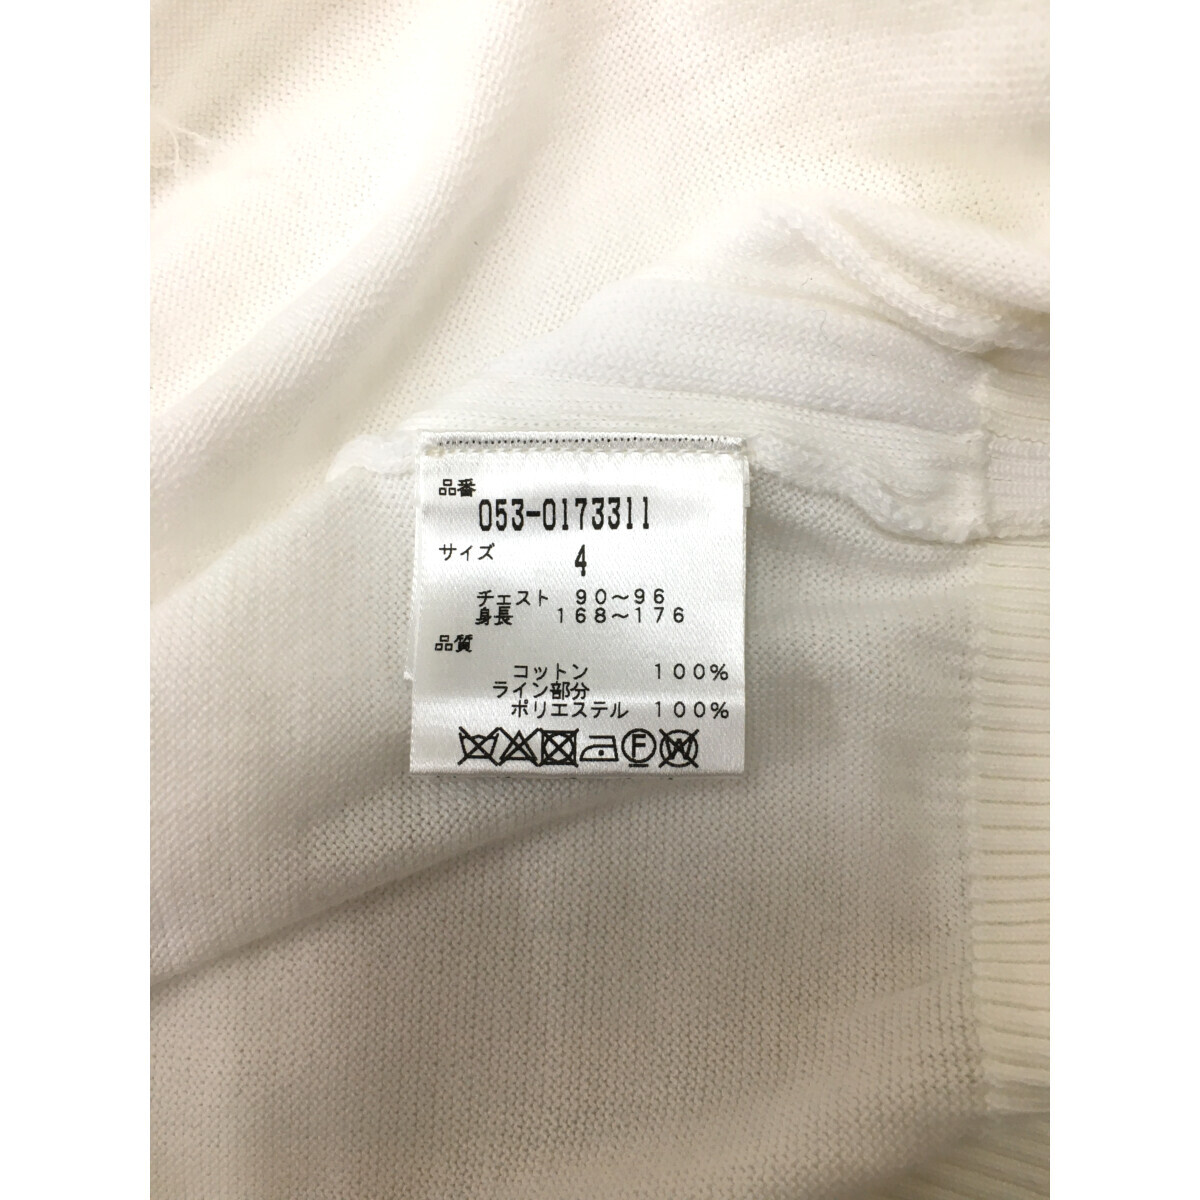 品番
053-0173311
サイズ 4
チェスト 90～96
身長 168～176
品質
コットン 100%
ライン部分
ポリエステル 100%
F W